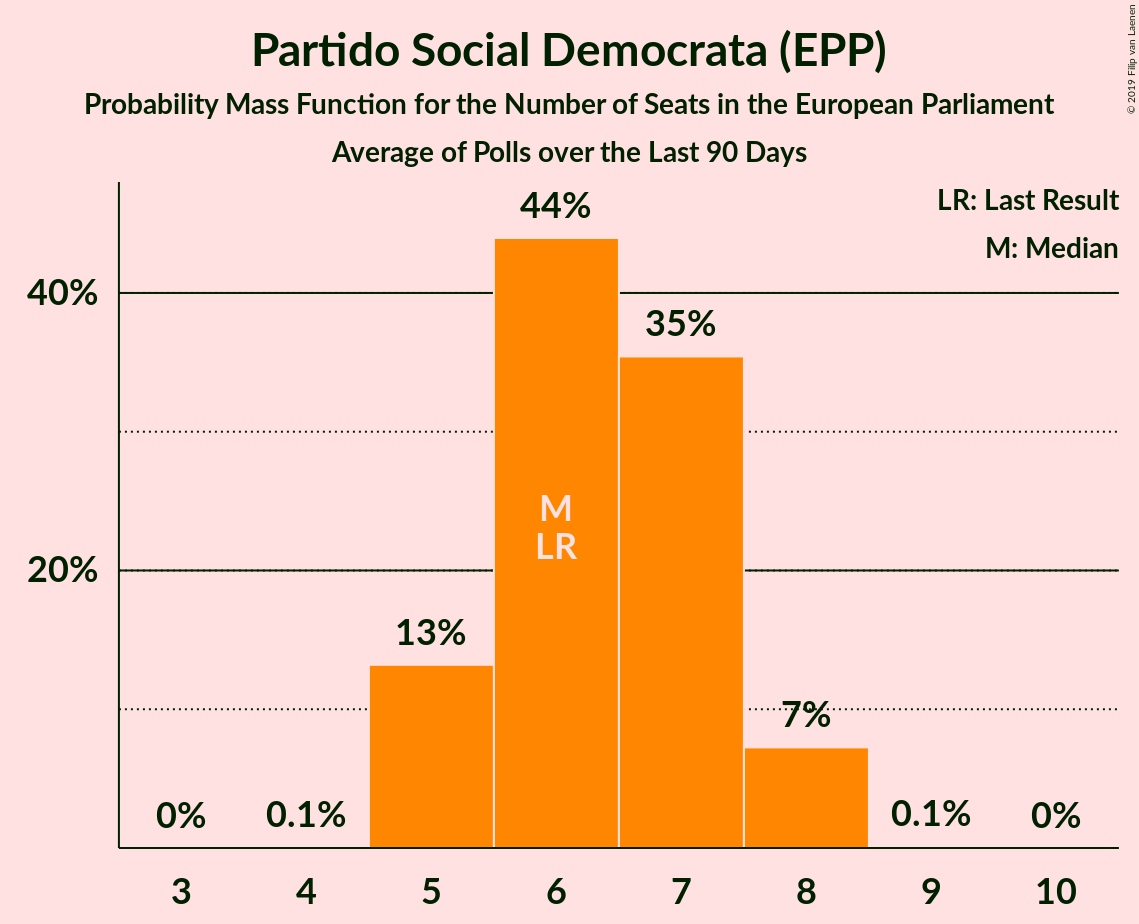 Partido Social Democrata (EPP)
Probability Mass Function for the Number of Seats in the European Parliament
Average of Polls over the Last 90 Days
© 2019 Filip van Laenen
LR: Last Result
M: Median
44%
40%
35%
M
LR
20%
13%
7%
0% 0.1% 0.1% 0%
3 4 5 6 7 8 9 10